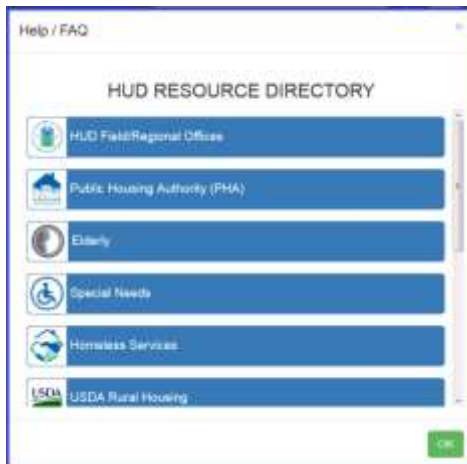 Help / FAQ
HUD RESOURCE DIRECTORY
HUD Field/Regional Offices
Public Housing Authority (PHA)
Elderly
Special Needs
Homeless Services
USDA
USDA Rural Housing
OK